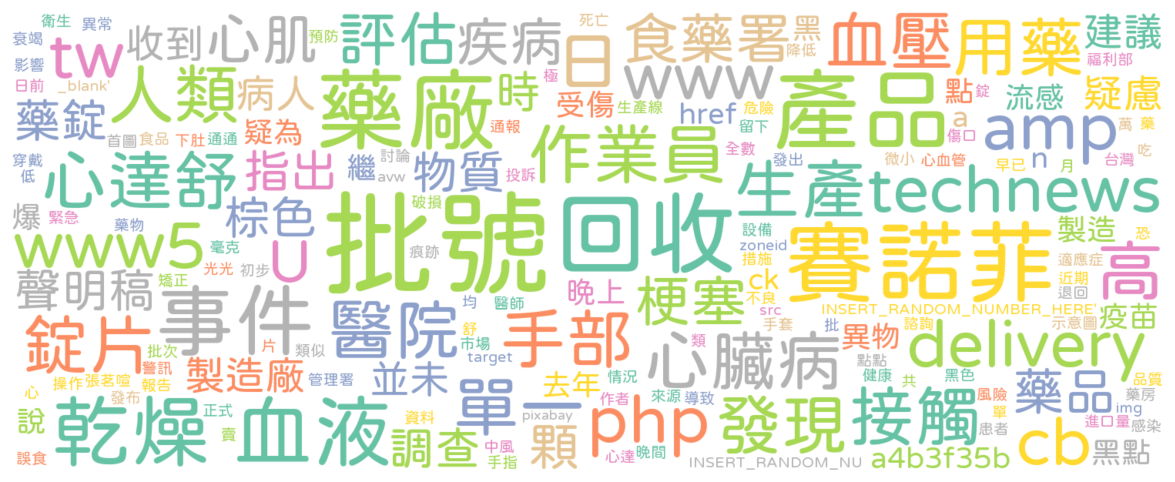 衛生 異常 收到 心肌 預防 評估 疾病 死亡 日 食藥署 黑 降低 血壓 用藥 建議 福利部
衰竭 影響 日前 tw _blank' 人類 病人 藥廠 時 極 受傷 生產線 www href 危險 留下 產品 點 錠 a 流感 疑慮
藥錠 首圖 食品 下肚 通通 疑為 通報 作業員 全數 傷口 amp n 萬 藥 吃
穿戴 低 心達舒 指出 繼 討論 avw 物質 投訴 發出 微小 心血管 早已 月 台灣
爆 緊急 藥物 棕色 破損 批號 回收 生產 technews
www5 毫克 U 痕跡 設備 zoneid 措施 賽諾菲 製造 適應症 恐 高
聲明稿 矯正 光光 初步 事件 均 醫師 晚上 梗塞 ck 不良 src 近期 退回
錠片 批次 警訊 片 類似 醫院 舒 市場 target 手部 類 手套 INSERT_RANDOM_NUMBER_HERE' 批 諮詢 異物 示意圖 疫苗
心 操作 張茗喧 報告 發布 製造廠 管理署 並未 單一 去年 情況 作者 來源 導致 心臟病 點點 健康 共 黑色 delivery 風險 單 藥品 品質 藥房 img
說 乾燥 正式 賣 血液 資料 調查 中風 手指 pixabay 顆 php 心達 晚間 發現 接觸 患者 進口量 感染
誤食 INSERT_RANDOM_NU a4b3f35b cb 黑點